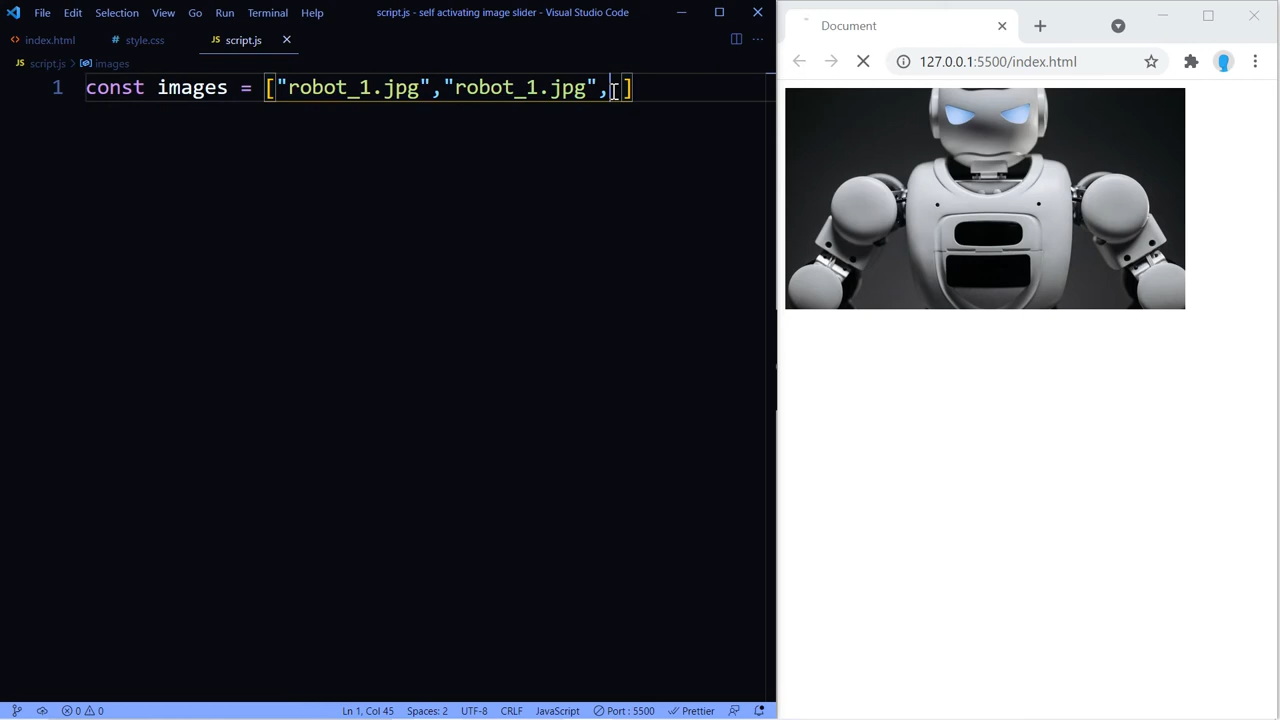 File Edit Selection View Go Run Terminal Help script.js - self activating image slider - Visual Studio Code
index.html style.css JS script.js
JS script.js > images
1 const images = ["robot_1.jpg","robot_1.jpg", ]
0 0 Ln 1, Col 45 Spaces: 2 UTF-8 CRLF JavaScript Port : 5500 Prettier
Document
127.0.0.1:5500/index.html